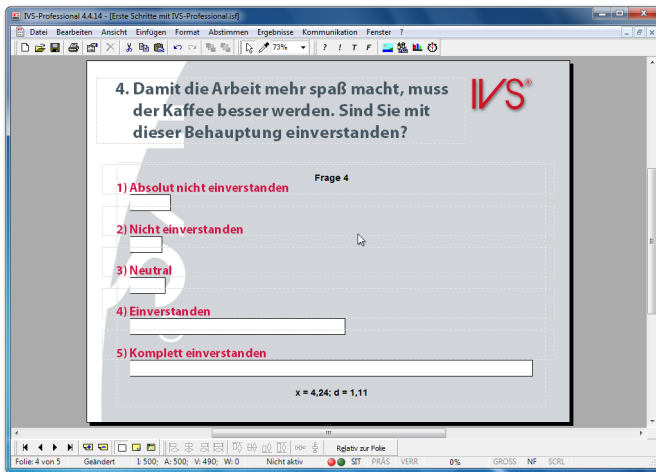 IVS-Professional 4.4.14 - [Erste Schritte mit IVS-Professional.isf]
Datei Bearbeiten Ansicht Einfügen Format Abstimmen Ergebnisse Kommunikation Fenster ?
73% ? ! T F
4. Damit die Arbeit mehr spaß macht, muss
der Kaffee besser werden. Sind Sie mit
dieser Behauptung einverstanden?
IVS®
Frage 4
1) Absolut nicht einverstanden
2) Nicht einverstanden
3) Neutral
4) Einverstanden
5) Komplett einverstanden
x = 4,24; d = 1,11
Relativ zur Folie
Folie: 4 von 5 Geändert I: 500; A: 500; V: 490; W: 0 Nicht aktiv SIT PRÄS VERR 0% GROSS NF SCRL